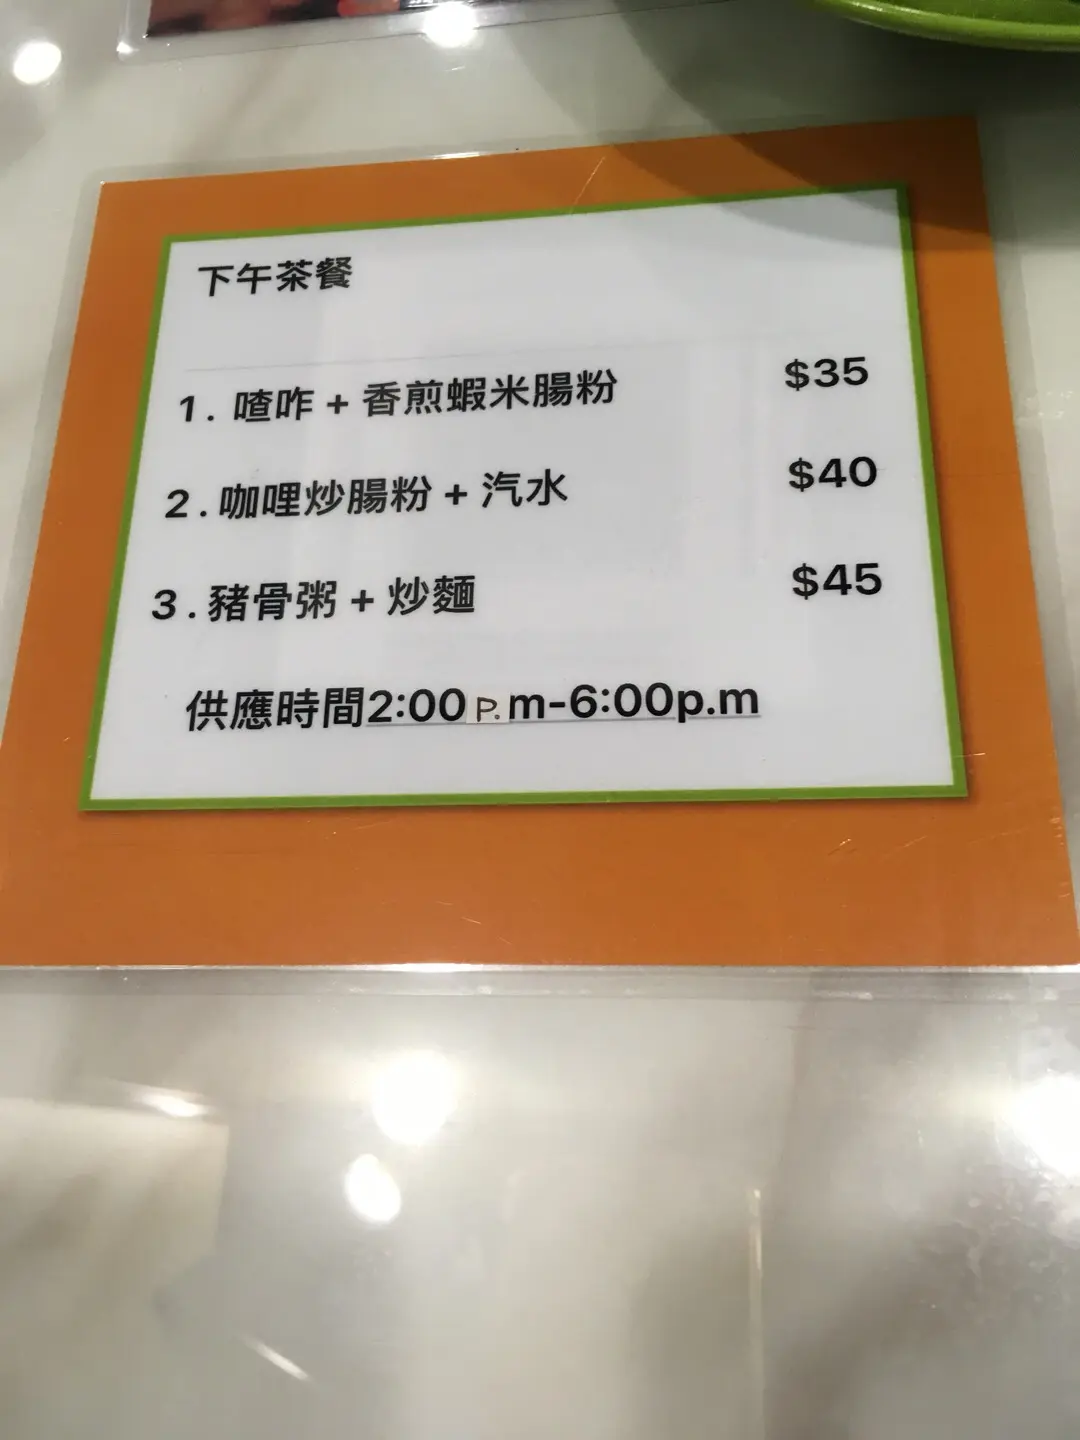 下午茶餐
1. 喳咋 + 香煎蝦米腸粉 $35
2. 咖哩炒腸粉 + 汽水 $40
3. 豬骨粥 + 炒麵 $45
供應時間2:00P.m-6:00p.m